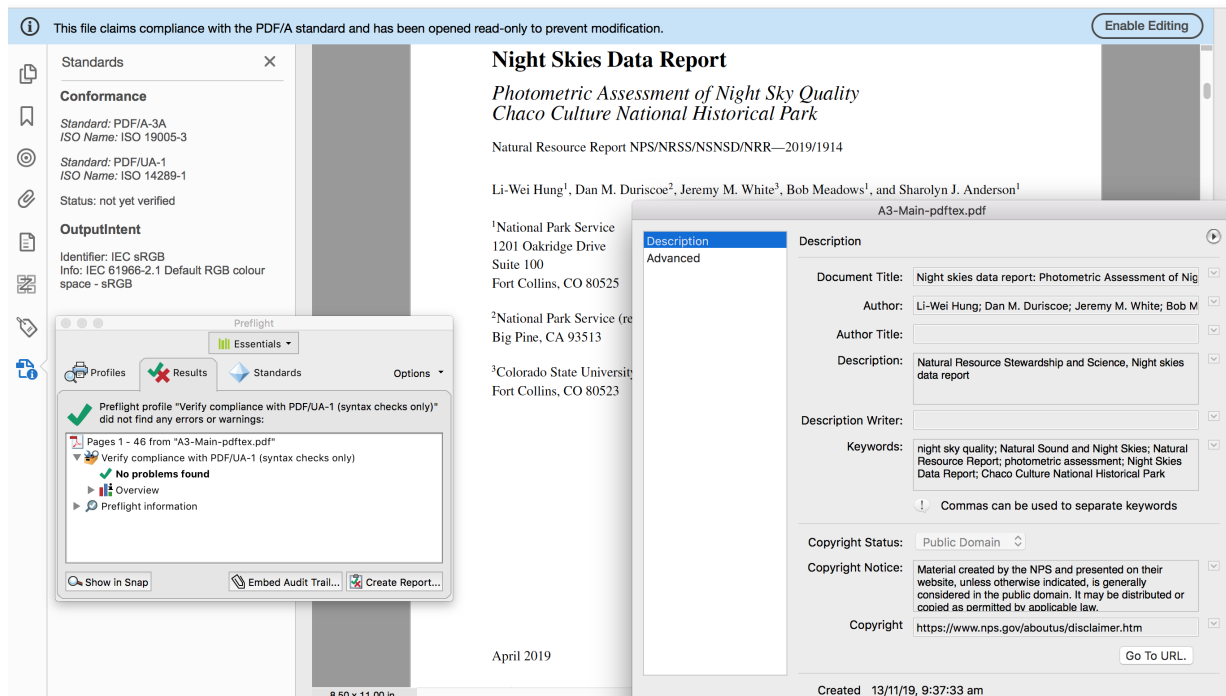 This file claims compliance with the PDF/A standard and has been opened read-only to prevent modification.
Enable Editing
Standards
Conformance
Standard: PDF/A-3A
ISO Name: ISO 19005-3
Standard: PDF/UA-1
ISO Name: ISO 14289-1
Status: not yet verified
OutputIntent
Identifier: IEC sRGB
Info: IEC 61966-2.1 Default RGB colour
space - sRGB
Night Skies Data Report
Photometric Assessment of Night Sky Quality
Chaco Culture National Historical Park
Natural Resource Report NPS/NRSS/NSNSD/NRR—2019/1914
Li-Wei Hung1, Dan M. Duriscoe2, Jeremy M. White3, Bob Meadows1, and Sharolyn J. Anderson1
1National Park Service
1201 Oakridge Drive
Suite 100
Fort Collins, CO 80525
2National Park Service (re
Big Pine, CA 93513
3Colorado State University
Fort Collins, CO 80523
April 2019
8.50 x 11.00 in
Preflight
Essentials
Profiles
Results
Standards
Options
Preflight profile "Verify compliance with PDF/UA-1 (syntax checks only)"
did not find any errors or warnings:
Pages 1 - 46 from "A3-Main-pdftex.pdf"
Verify compliance with PDF/UA-1 (syntax checks only)
No problems found
Overview
Preflight information
Show in Snap
Embed Audit Trail...
Create Report...
A3-Main-pdftex.pdf
Description
Advanced
Description
Document Title: Night skies data report: Photometric Assessment of Nig
Author: Li-Wei Hung; Dan M. Duriscoe; Jeremy M. White; Bob M
Author Title:
Description: Natural Resource Stewardship and Science, Night skies
data report
Description Writer:
Keywords: night sky quality; Natural Sound and Night Skies; Natural
Resource Report; photometric assessment; Night Skies
Data Report; Chaco Culture National Historical Park
Commas can be used to separate keywords
Copyright Status: Public Domain
Copyright Notice: Material created by the NPS and presented on their
website, unless otherwise indicated, is generally
considered in the public domain. It may be distributed or
copied as permitted by applicable law.
Copyright https://www.nps.gov/aboutus/disclaimer.htm
Go To URL.
Created 13/11/19, 9:37:33 am